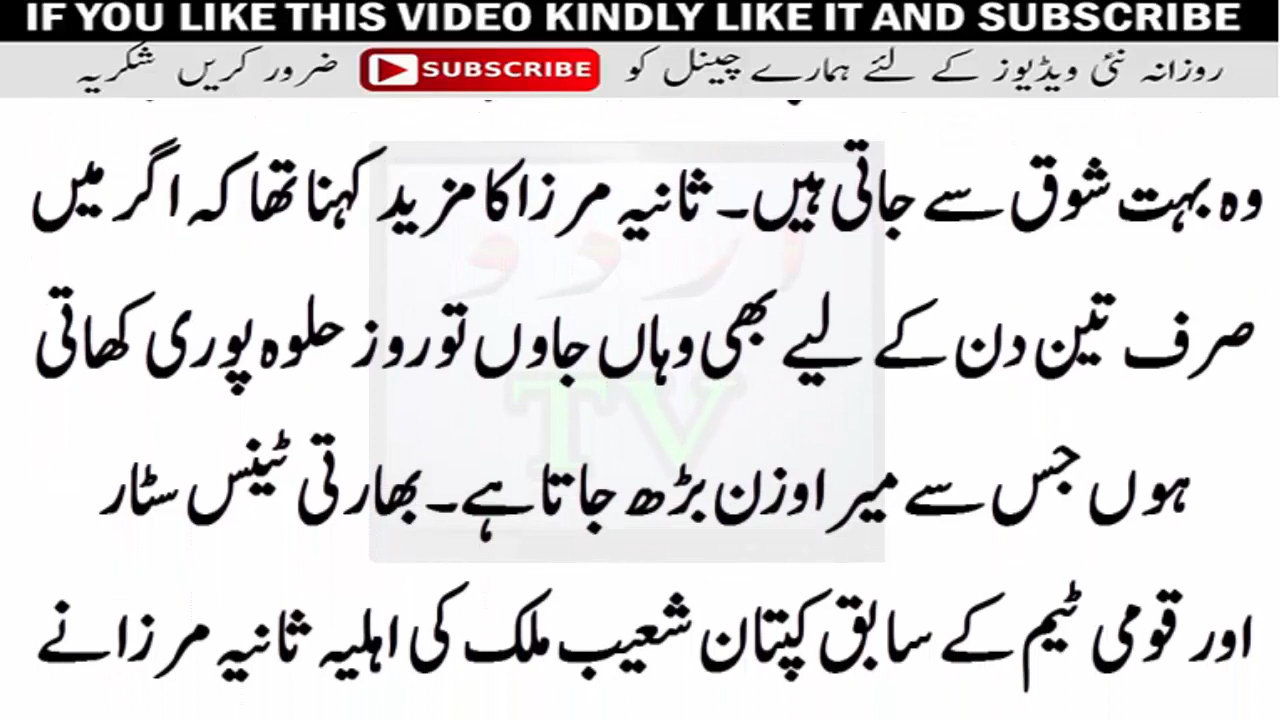 IF YOU LIKE THIS VIDEO KINDLY LIKE IT AND SUBSCRIBE
روزانہ نئی ویڈیوز کے لئے ہمارے چینل کو SUBSCRIBE ضرور کریں شکریہ
وہ بہت شوق سے جاتی ہیں۔ ثانیہ مرزا کا مزید کہنا تھا کہ اگر میں
صرف تین دن کے لیے بھی وہاں جاوں تو روز حلوہ پوری کھاتی
ہوں جس سے میرا وزن بڑھ جاتا ہے۔ بھارتی ٹینس سٹار
اور قومی ٹیم کے سابق کپتان شعیب ملک کی اہلیہ ثانیہ مرزا نے
اردو
TV